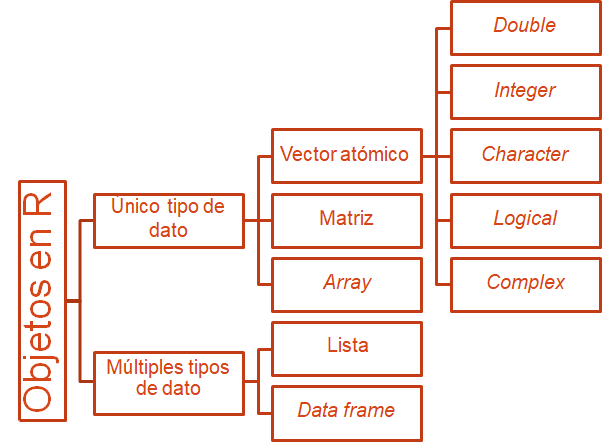 Objetos en R
Único tipo de
dato
Vector atómico
Double
Integer
Character
Logical
Complex
Matriz
Array
Múltiples tipos
de dato
Lista
Data frame